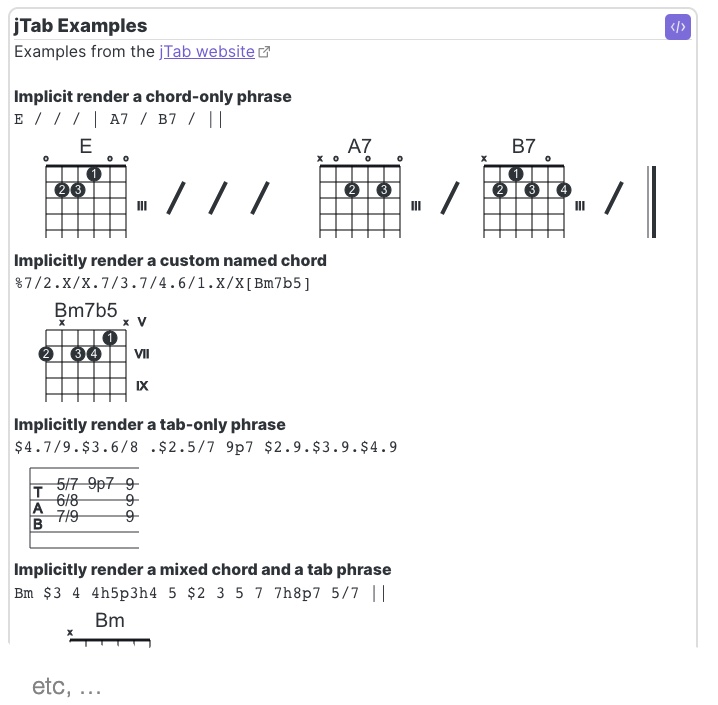 jTab Examples
</>
Examples from the jTab website
Implicit render a chord-only phrase
E / / / | A7 / B7 / ||
E A7 B7
o o o x o o o x o
1 2 3 III / / / 2 3 III / 1 2 3 4 III /
Implicitly render a custom named chord
%7/2.X/X.7/3.7/4.6/1.X/X[Bm7b5]
Bm7b5
x x V
1
2 3 4 VII
IX
Implicitly render a tab-only phrase
$4.7/9.$3.6/8 .$2.5/7 9p7 $2.9.$3.9.$4.9
5/7 9p7 9
T
6/8 9
A
7/9 9
B
Implicitly render a mixed chord and a tab phrase
Bm $3 4 4h5p3h4 5 $2 3 5 7 7h8p7 5/7 ||
Bm
x
etc, ...